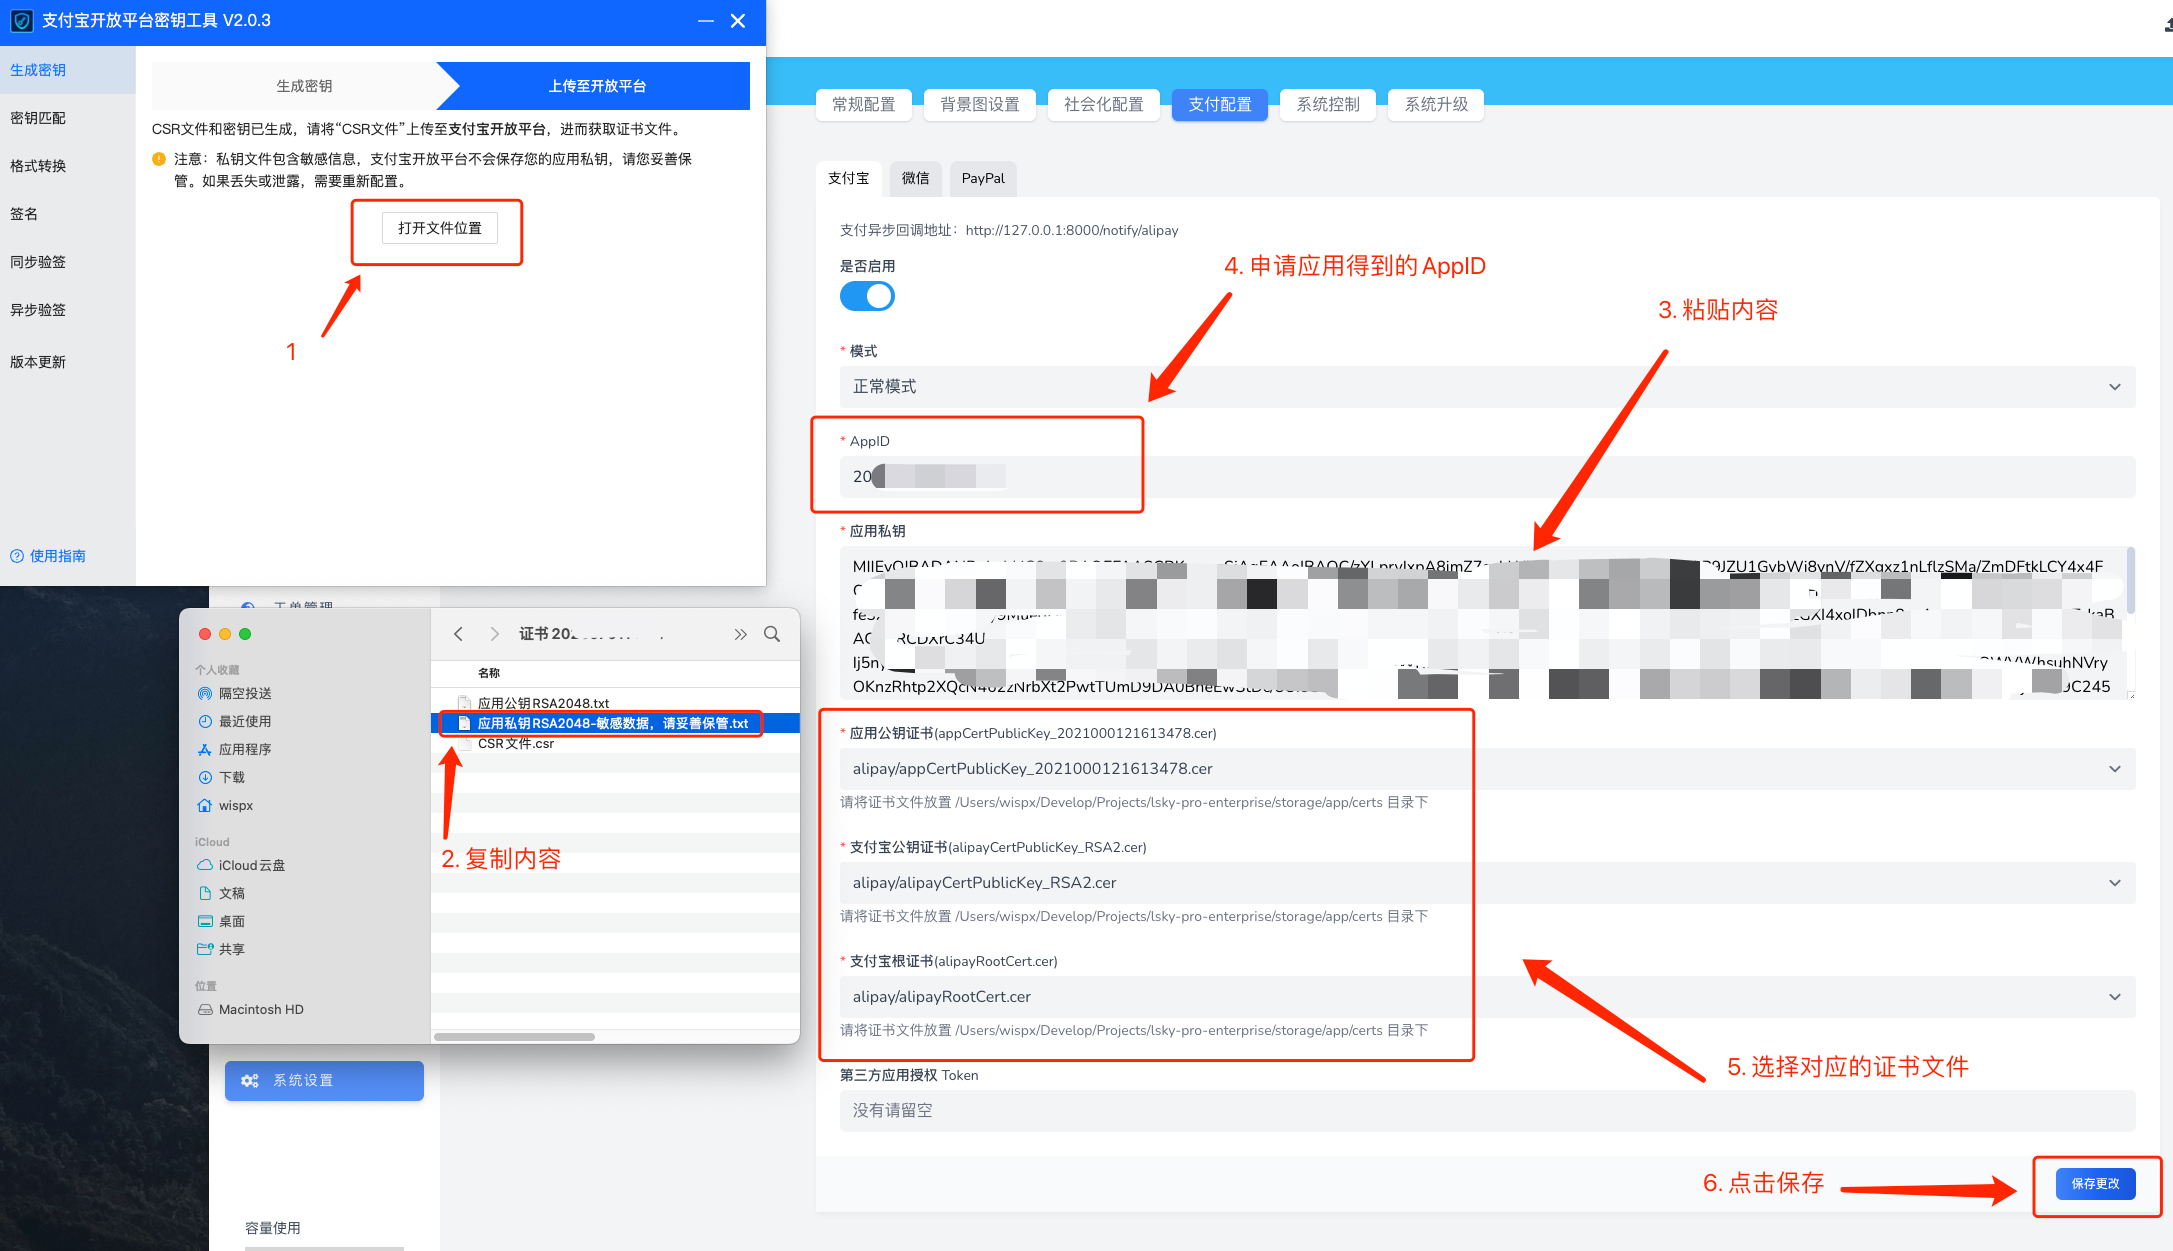 支付宝开放平台密钥工具 V2.0.3
生成密钥
密钥匹配
格式转换
签名
同步验签
异步验签
版本更新
使用指南
生成密钥
上传至开放平台
CSR文件和密钥已生成，请将“CSR文件”上传至支付宝开放平台，进而获取证书文件。
注意：私钥文件包含敏感信息，支付宝开放平台不会保存您的应用私钥，请您妥善保
管。如果丢失或泄露，需要重新配置。
打开文件位置
1
工单管理
证书 20
个人收藏
隔空投送
最近使用
应用程序
下载
wispx
iCloud
iCloud云盘
文稿
桌面
共享
位置
Macintosh HD
名称
应用公钥RSA2048.txt
应用私钥RSA2048-敏感数据，请妥善保管.txt
CSR文件.csr
2. 复制内容
系统设置
容量使用
常规配置
背景图设置
社会化配置
支付配置
系统控制
系统升级
支付宝
微信
PayPal
支付异步回调地址：http://127.0.0.1:8000/notify/alipay
是否启用
4. 申请应用得到的AppID
3. 粘贴内容
* 模式
正常模式
* AppID
20
* 应用私钥
* 应用公钥证书(appCertPublicKey_2021000121613478.cer)
alipay/appCertPublicKey_2021000121613478.cer
请将证书文件放置 /Users/wispx/Develop/Projects/lsky-pro-enterprise/storage/app/certs 目录下
* 支付宝公钥证书(alipayCertPublicKey_RSA2.cer)
alipay/alipayCertPublicKey_RSA2.cer
请将证书文件放置 /Users/wispx/Develop/Projects/lsky-pro-enterprise/storage/app/certs 目录下
* 支付宝根证书(alipayRootCert.cer)
alipay/alipayRootCert.cer
请将证书文件放置 /Users/wispx/Develop/Projects/lsky-pro-enterprise/storage/app/certs 目录下
5. 选择对应的证书文件
第三方应用授权 Token
没有请留空
6. 点击保存
保存更改